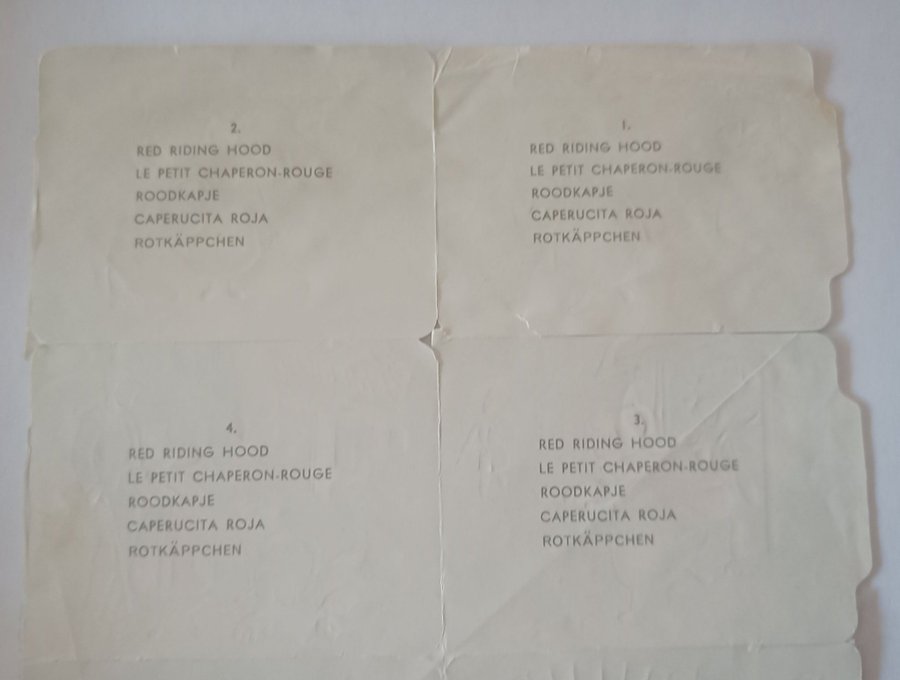 2.
RED RIDING HOOD
LE PETIT CHAPERON-ROUGE
ROODKAPJE
CAPERUCITA ROJA
ROTKÄPPCHEN
1.
RED RIDING HOOD
LE PETIT CHAPERON-ROUGE
ROODKAPJE
CAPERUCITA ROJA
ROTKÄPPCHEN
4.
RED RIDING HOOD
LE PETIT CHAPERON-ROUGE
ROODKAPJE
CAPERUCITA ROJA
ROTKÄPPCHEN
3.
RED RIDING HOOD
LE PETIT CHAPERON-ROUGE
ROODKAPJE
CAPERUCITA ROJA
ROTKÄPPCHEN